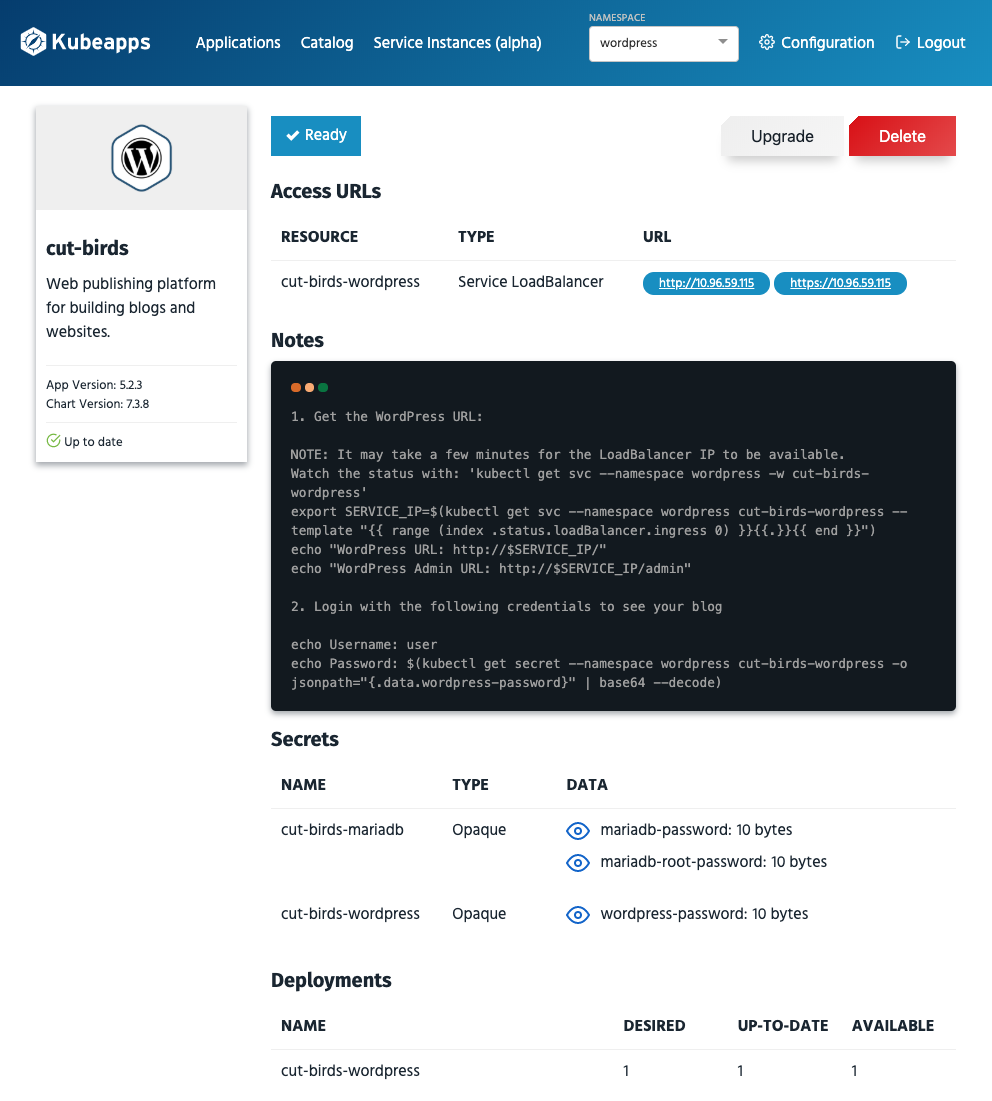 Kubeapps
Applications Catalog Service Instances (alpha)
NAMESPACE
wordpress
Configuration Logout
W
cut-birds
Web publishing platform
for building blogs and
websites.
App Version: 5.2.3
Chart Version: 7.3.8
Up to date
Ready Upgrade Delete
Access URLs
RESOURCE TYPE URL
cut-birds-wordpress Service LoadBalancer http://10.96.59.115 https://10.96.59.115
Notes
1. Get the WordPress URL:
NOTE: It may take a few minutes for the LoadBalancer IP to be available.
Watch the status with: 'kubectl get svc --namespace wordpress -w cut-birds-
wordpress'
export SERVICE_IP=$(kubectl get svc --namespace wordpress cut-birds-wordpress --
template "{{ range (index .status.loadBalancer.ingress 0) }}{{.}}{{ end }}")
echo "WordPress URL: http://$SERVICE_IP/"
echo "WordPress Admin URL: http://$SERVICE_IP/admin"
2. Login with the following credentials to see your blog
echo Username: user
echo Password: $(kubectl get secret --namespace wordpress cut-birds-wordpress -o
jsonpath="{.data.wordpress-password}" | base64 --decode)
Secrets
NAME TYPE DATA
cut-birds-mariadb Opaque mariadb-password: 10 bytes
mariadb-root-password: 10 bytes
cut-birds-wordpress Opaque wordpress-password: 10 bytes
Deployments
NAME DESIRED UP-TO-DATE AVAILABLE
cut-birds-wordpress 1 1 1